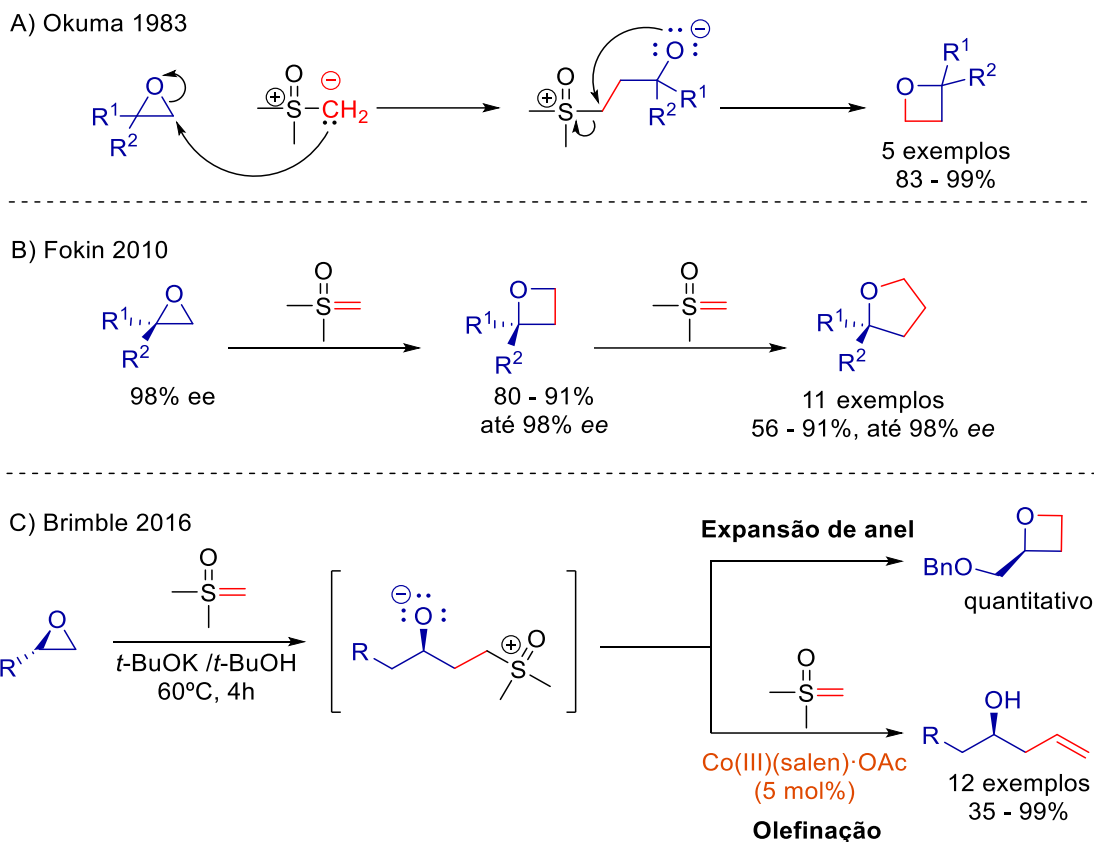 A) Okuma 1983
O
R¹
R²
O
S
CH₂
O
S
O
R¹
R²
O
R¹
R²
5 exemplos
83 - 99%
B) Fokin 2010
O
R¹
R²
98% ee
O
S
O
R¹
R²
80 - 91%
até 98% ee
O
S
O
R¹
R²
11 exemplos
56 - 91%, até 98% ee
C) Brimble 2016
O
R
O
S
t-BuOK /t-BuOH
60ºC, 4h
O
R
S
O
Expansão de anel
O
BnO
quantitativo
O
S
Co(III)(salen)·OAc
(5 mol%)
Olefinação
OH
R
12 exemplos
35 - 99%